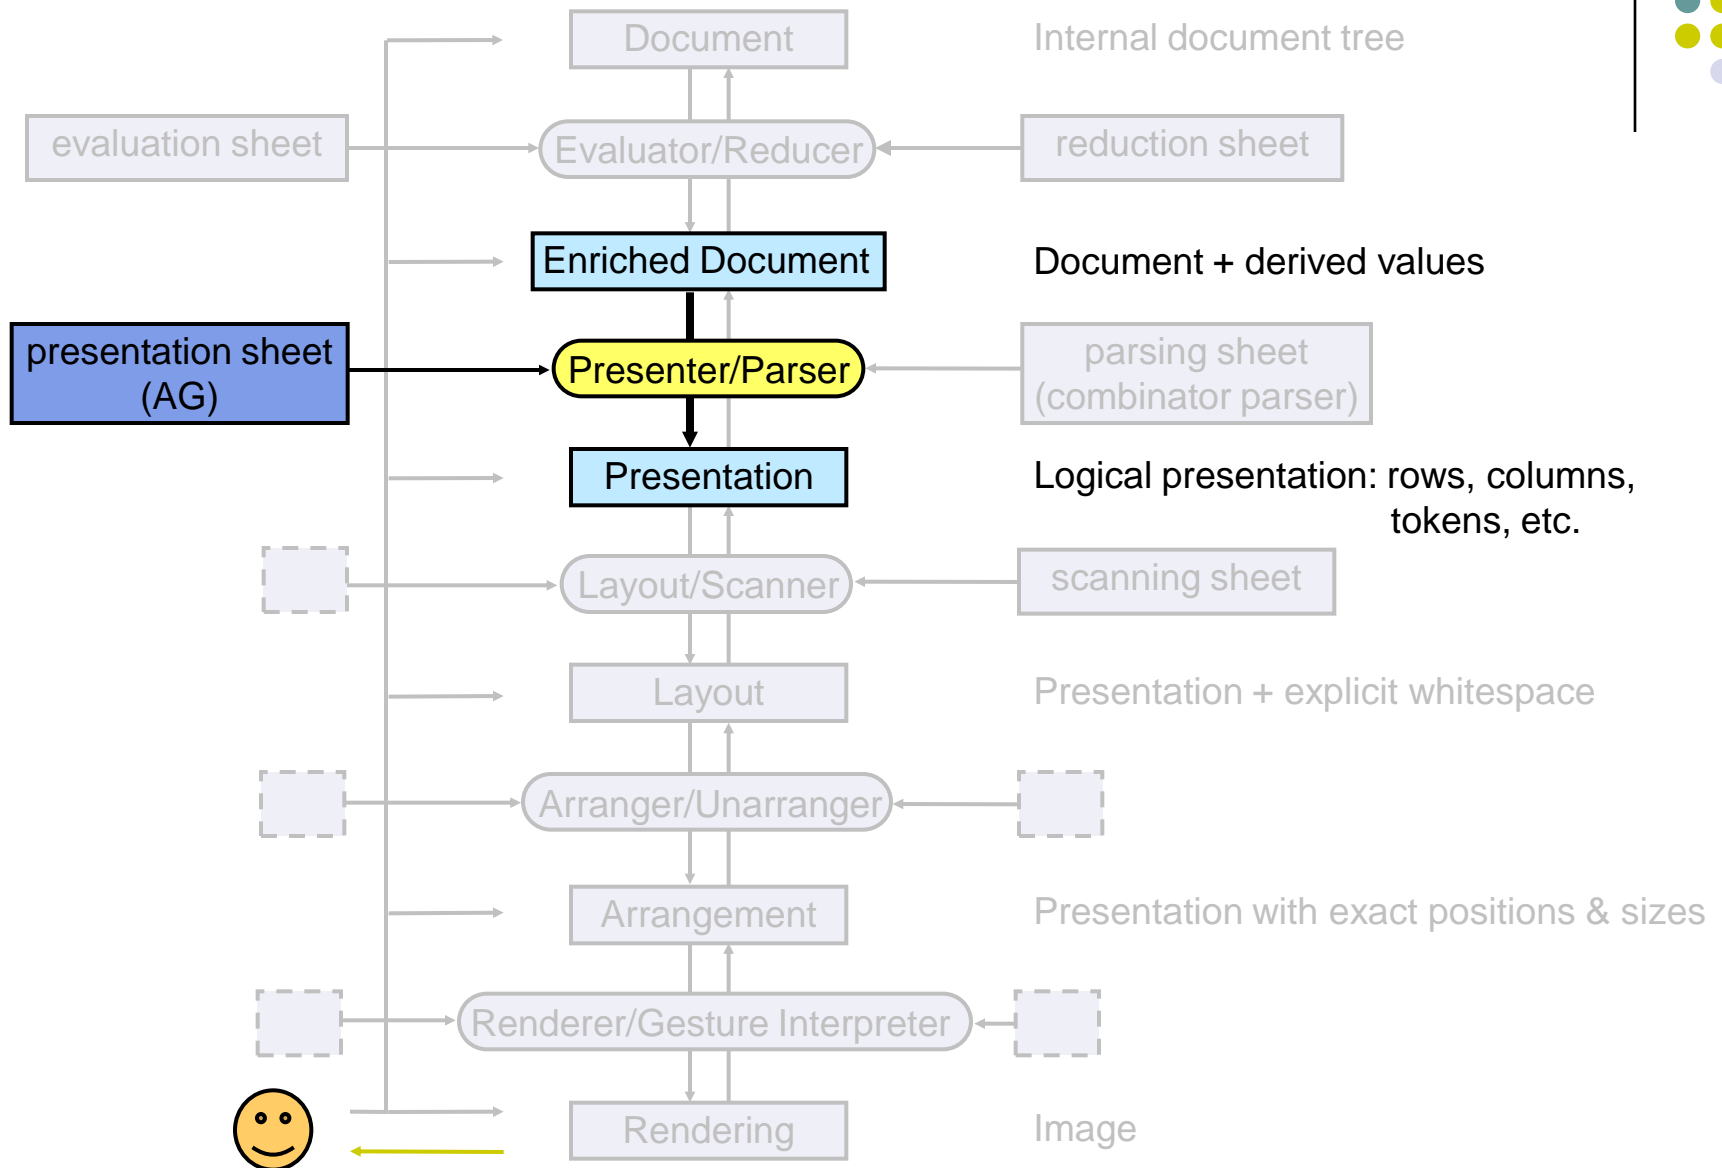 Document
Internal document tree
evaluation sheet
Evaluator/Reducer
reduction sheet
Enriched Document
Document + derived values
presentation sheet
(AG)
Presenter/Parser
parsing sheet
(combinator parser)
Presentation
Logical presentation: rows, columns,
tokens, etc.
Layout/Scanner
scanning sheet
Layout
Presentation + explicit whitespace
Arranger/Unarranger
Arrangement
Presentation with exact positions & sizes
Renderer/Gesture Interpreter
Rendering
Image